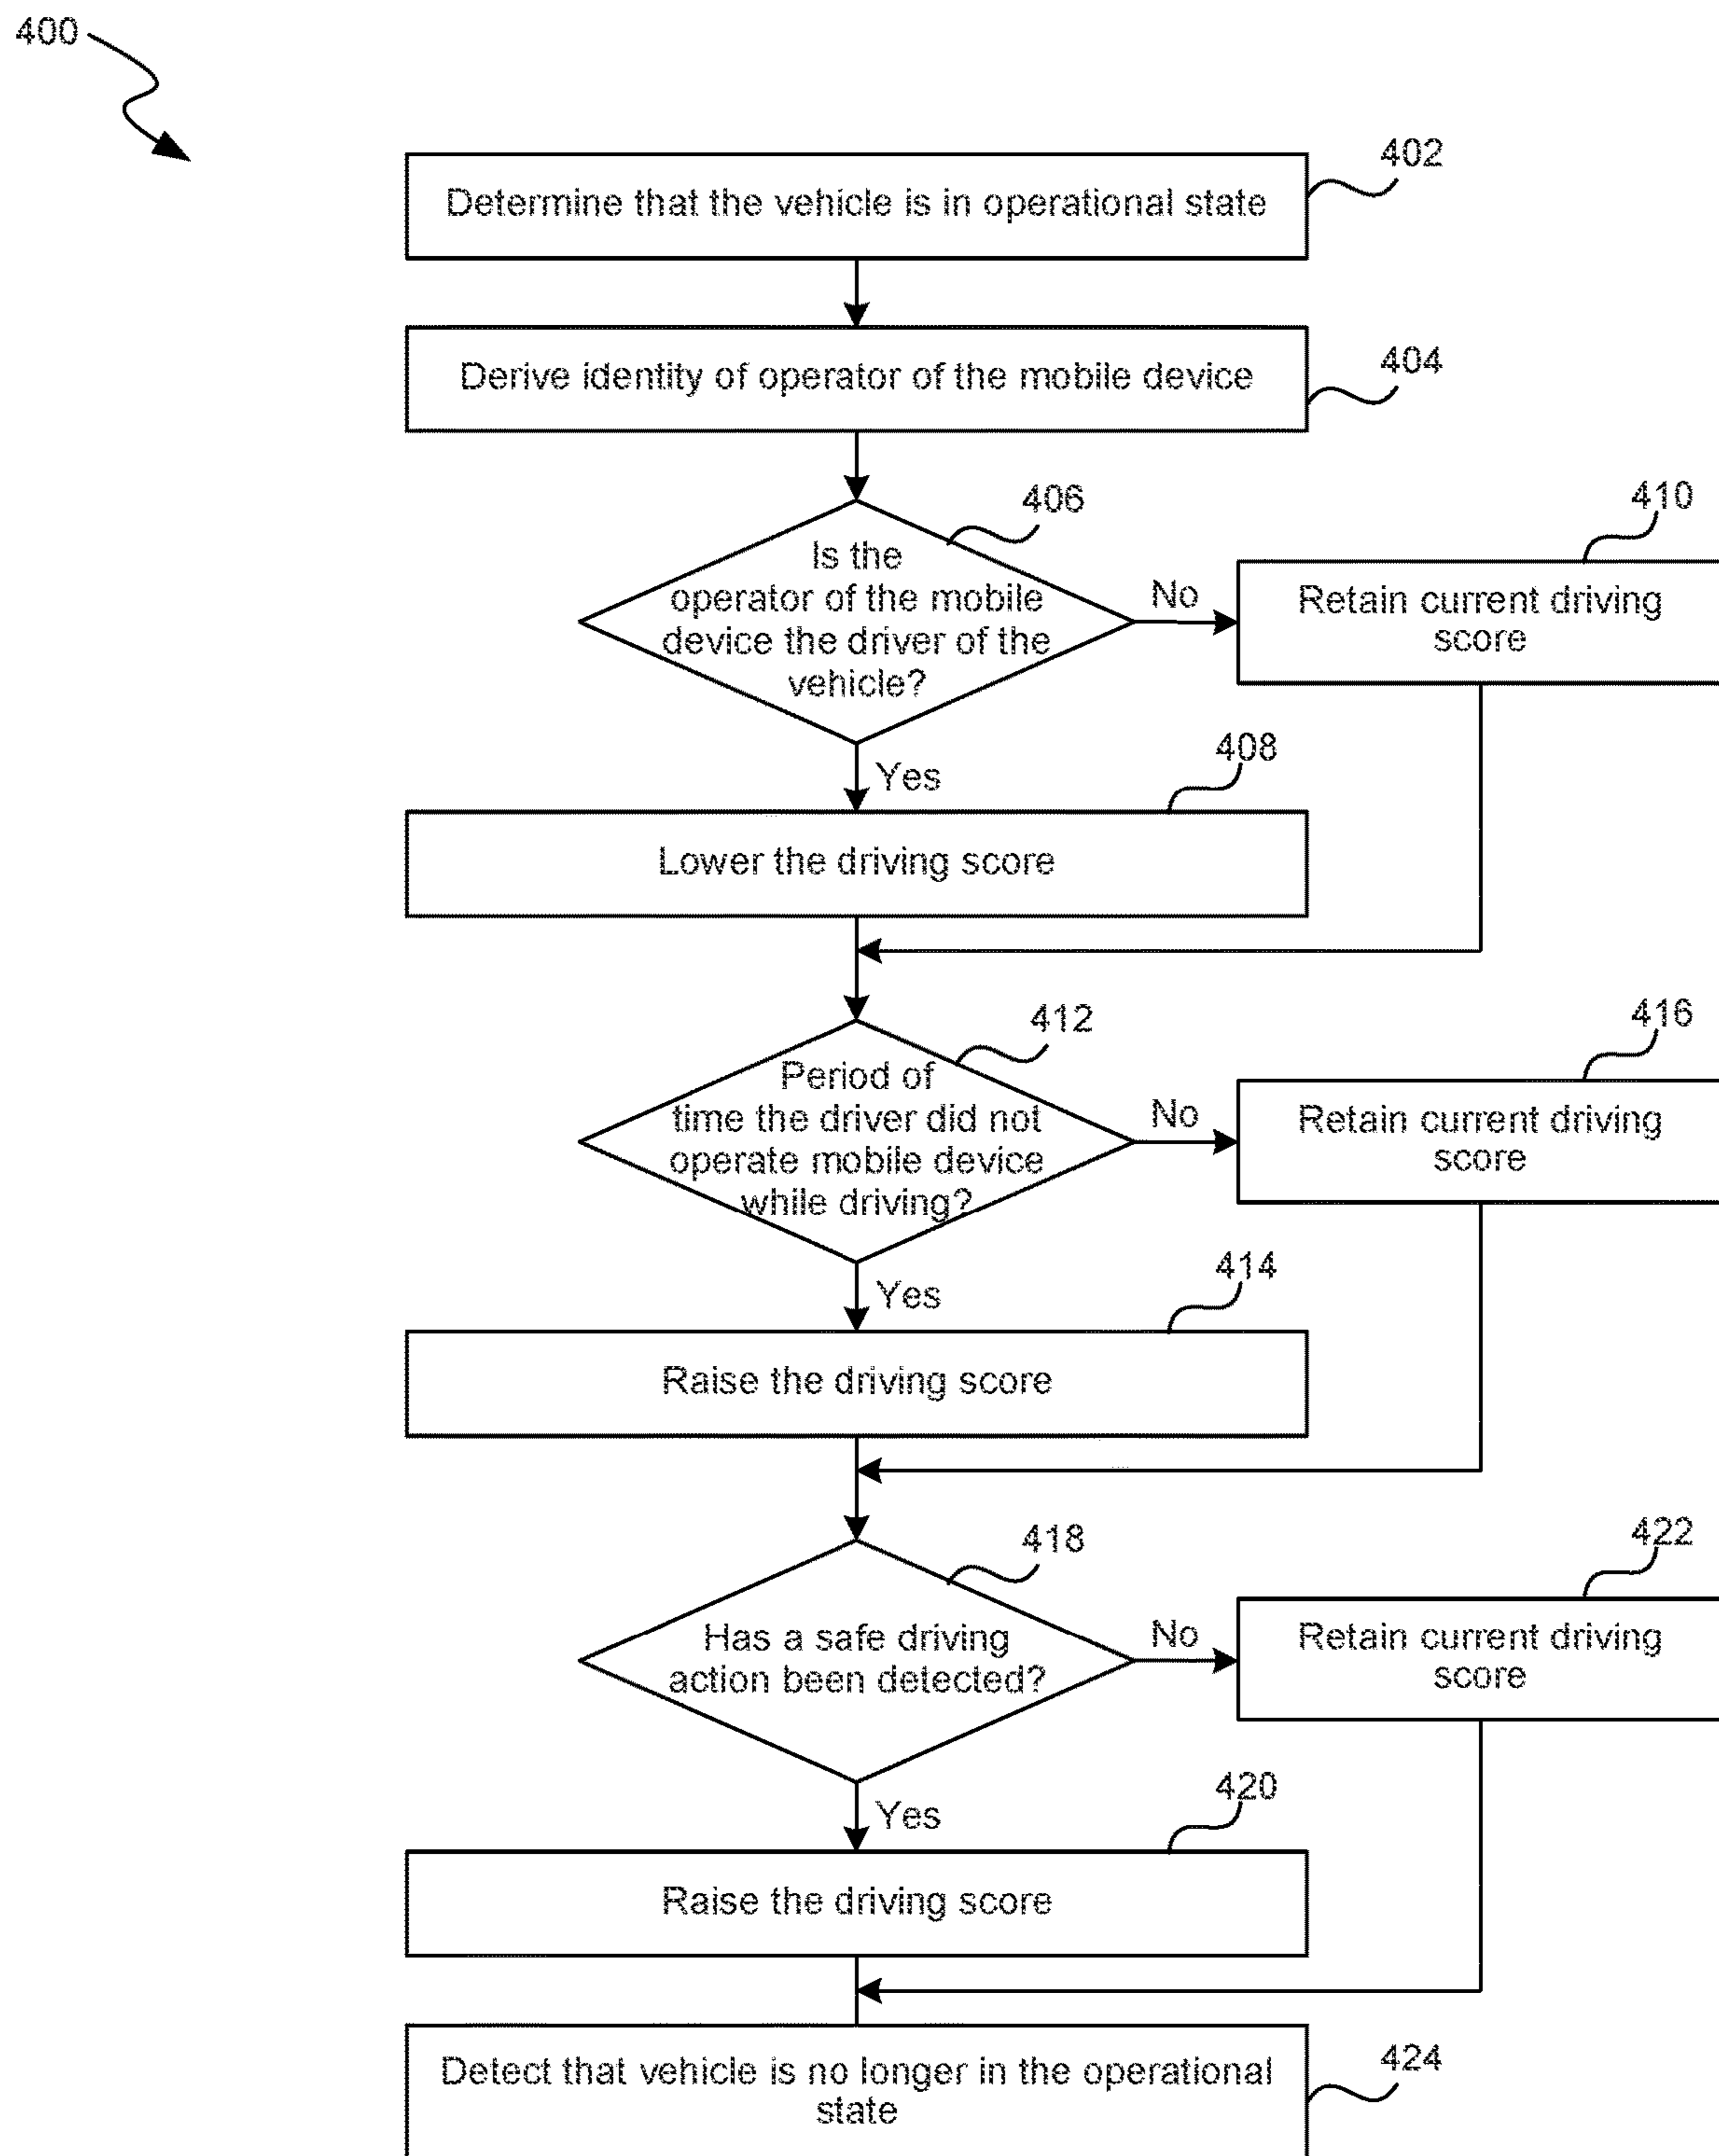 400
402
Determine that the vehicle is in operational state
404
Derive identity of operator of the mobile device
406
410
Is the
operator of the mobile
device the driver of the
vehicle?
No
Retain current driving
score
Yes
408
Lower the driving score
412
416
Period of
time the driver did not
operate mobile device
while driving?
No
Retain current driving
score
Yes
414
Raise the driving score
418
422
Has a safe driving
action been detected?
No
Retain current driving
score
Yes
420
Raise the driving score
424
Detect that vehicle is no longer in the operational
state